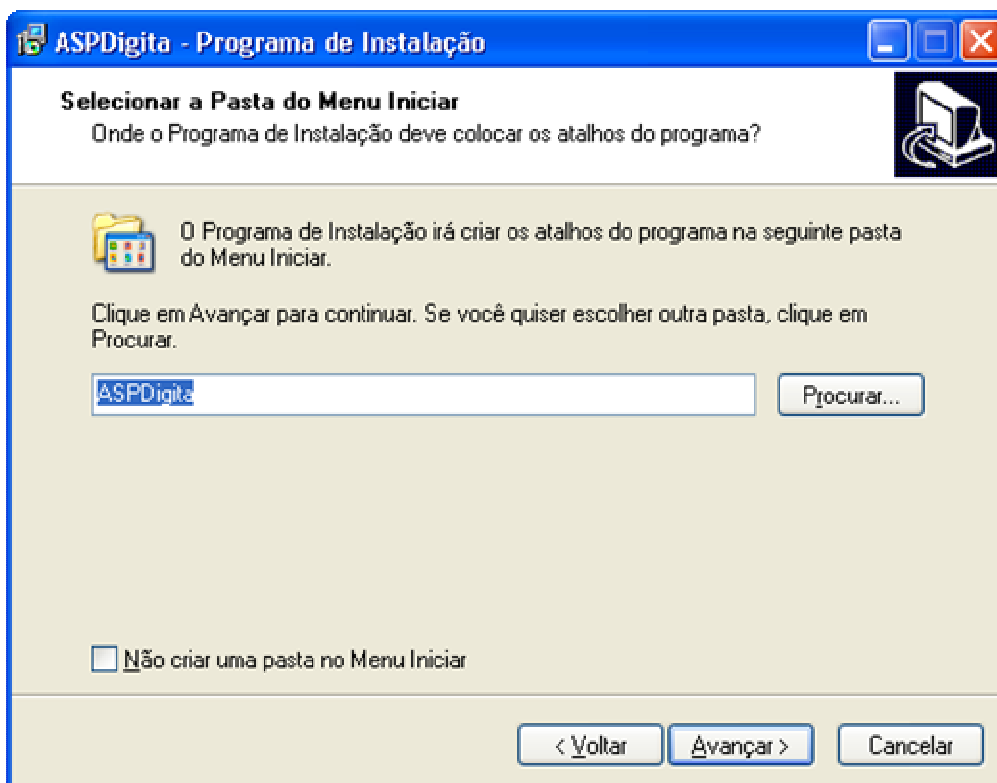 ASPDigita - Programa de Instalação
Selecionar a Pasta do Menu Iniciar
Onde o Programa de Instalação deve colocar os atalhos do programa?
O Programa de Instalação irá criar os atalhos do programa na seguinte pasta
do Menu Iniciar.
Clique em Avançar para continuar. Se você quiser escolher outra pasta, clique em
Procurar.
ASPDigita
Procurar...
Não criar uma pasta no Menu Iniciar
< Voltar
Avançar >
Cancelar